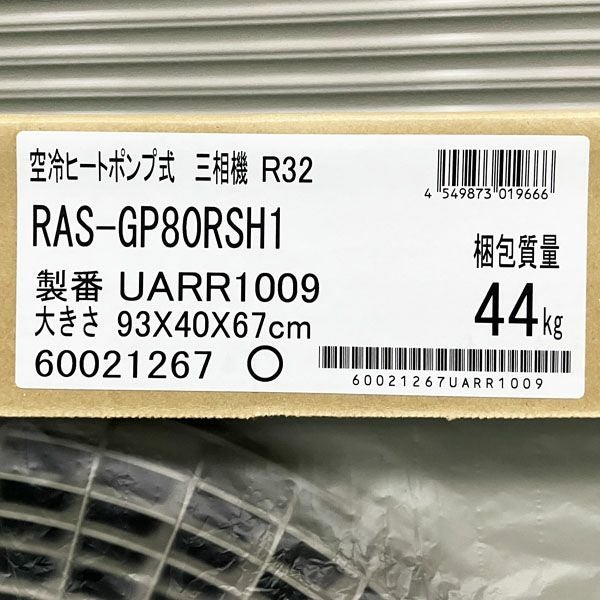 空冷ヒートポンプ式 三相機 R32
4 549873 019666
RAS-GP80RSH1
製番 UARR1009
大きさ 93X40X67cm
梱包質量
44kg
60021267 ○
60021267UARR1009